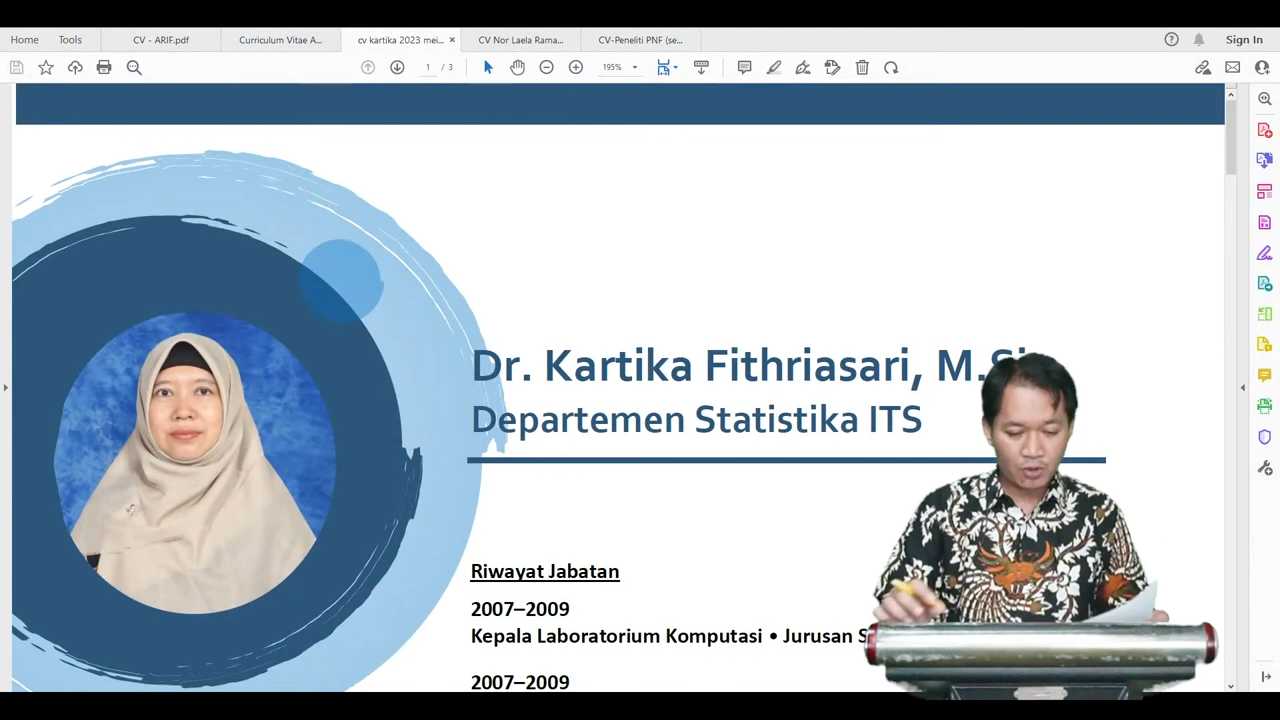 Home Tools CV - ARIF.pdf Curriculum Vitae A... cv kartika 2023 mei... × CV Nor Laela Rama... CV-Peneliti PNF (se... Sign In
1 / 3 195%
Dr. Kartika Fithriasari, M.Si
Departemen Statistika ITS
Riwayat Jabatan
2007–2009
Kepala Laboratorium Komputasi • Jurusan S
2007–2009